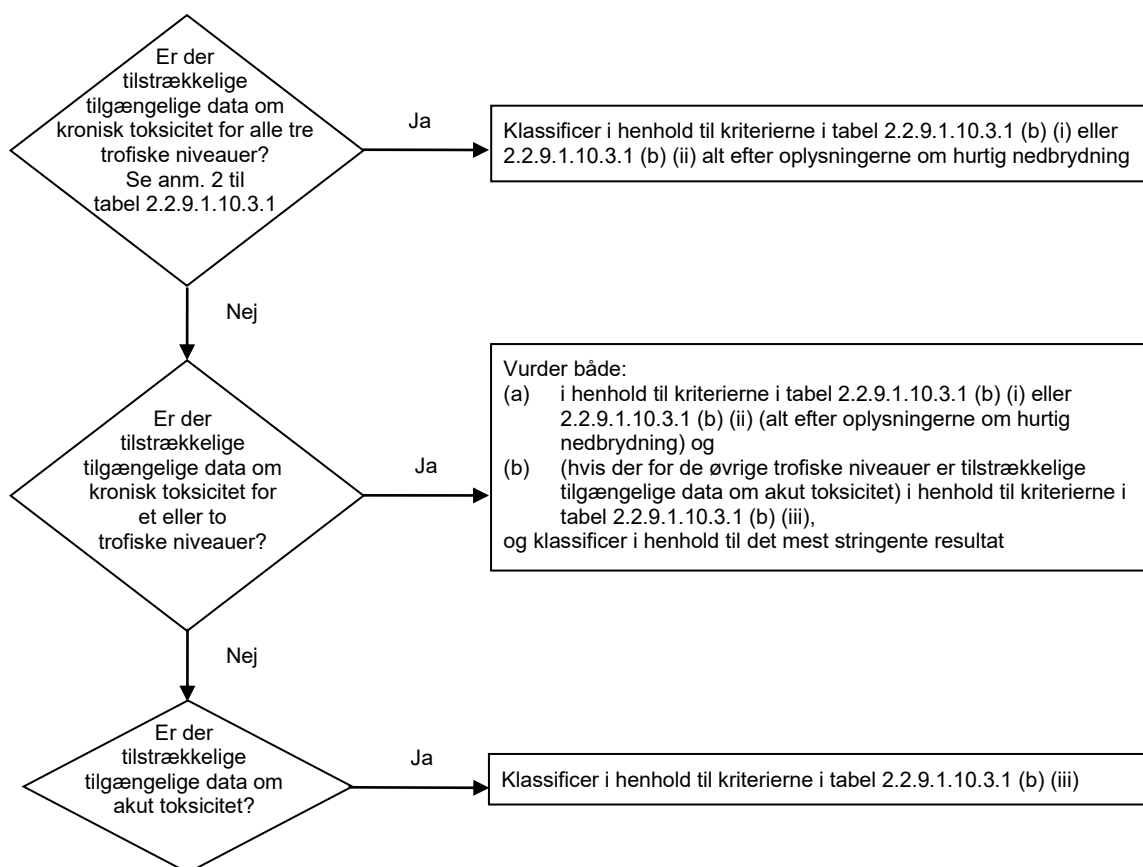 Er der
tilstrækkelige
tilgængelige data om
kronisk toksicitet for alle tre
trofiske niveauer?
Se anm. 2 til
tabel 2.2.9.1.10.3.1
Ja
Klassificer i henhold til kriterierne i tabel 2.2.9.1.10.3.1 (b) (i) eller
2.2.9.1.10.3.1 (b) (ii) alt efter oplysningerne om hurtig nedbrydning
Nej
Er der
tilstrækkelige
tilgængelige data om
kronisk toksicitet for
et eller to
trofiske niveauer?
Ja
Vurder både:
(a) i henhold til kriterierne i tabel 2.2.9.1.10.3.1 (b) (i) eller
2.2.9.1.10.3.1 (b) (ii) (alt efter oplysningerne om hurtig
nedbrydning) og
(b) (hvis der for de øvrige trofiske niveauer er tilstrækkelige
tilgængelige data om akut toksicitet) i henhold til kriterierne i
tabel 2.2.9.1.10.3.1 (b) (iii),
og klassificer i henhold til det mest stringente resultat
Nej
Er der
tilstrækkelige
tilgængelige data om
akut toksicitet?
Ja
Klassificer i henhold til kriterierne i tabel 2.2.9.1.10.3.1 (b) (iii)